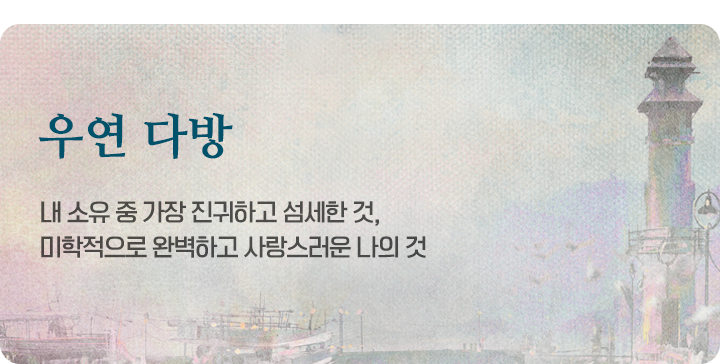 우연 다방
내 소유 중 가장 진귀하고 섬세한 것,
미학적으로 완벽하고 사랑스러운 나의 것